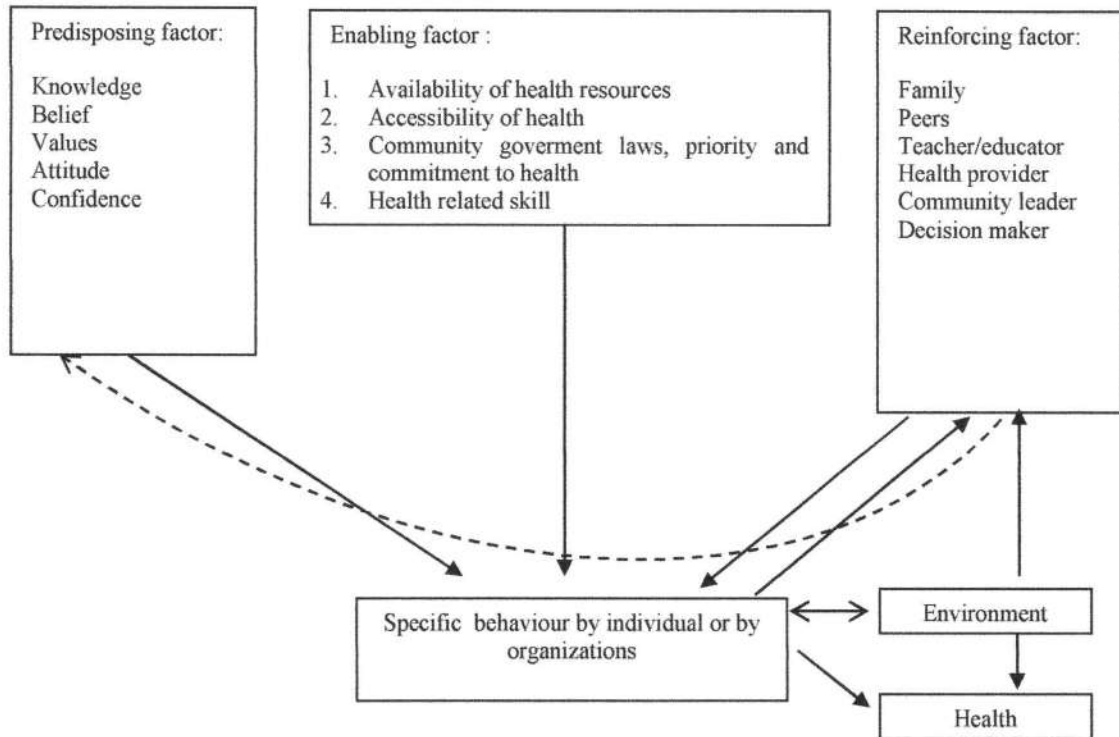 Predisposing factor:
Knowledge
Belief
Values
Attitude
Confidence
Enabling factor :
1. Availability of health resources
2. Accessibility of health
3. Community goverment laws, priority and
commitment to health
4. Health related skill
Reinforcing factor:
Family
Peers
Teacher/educator
Health provider
Community leader
Decision maker
Specific behaviour by individual or by
organizations
Environment
Health